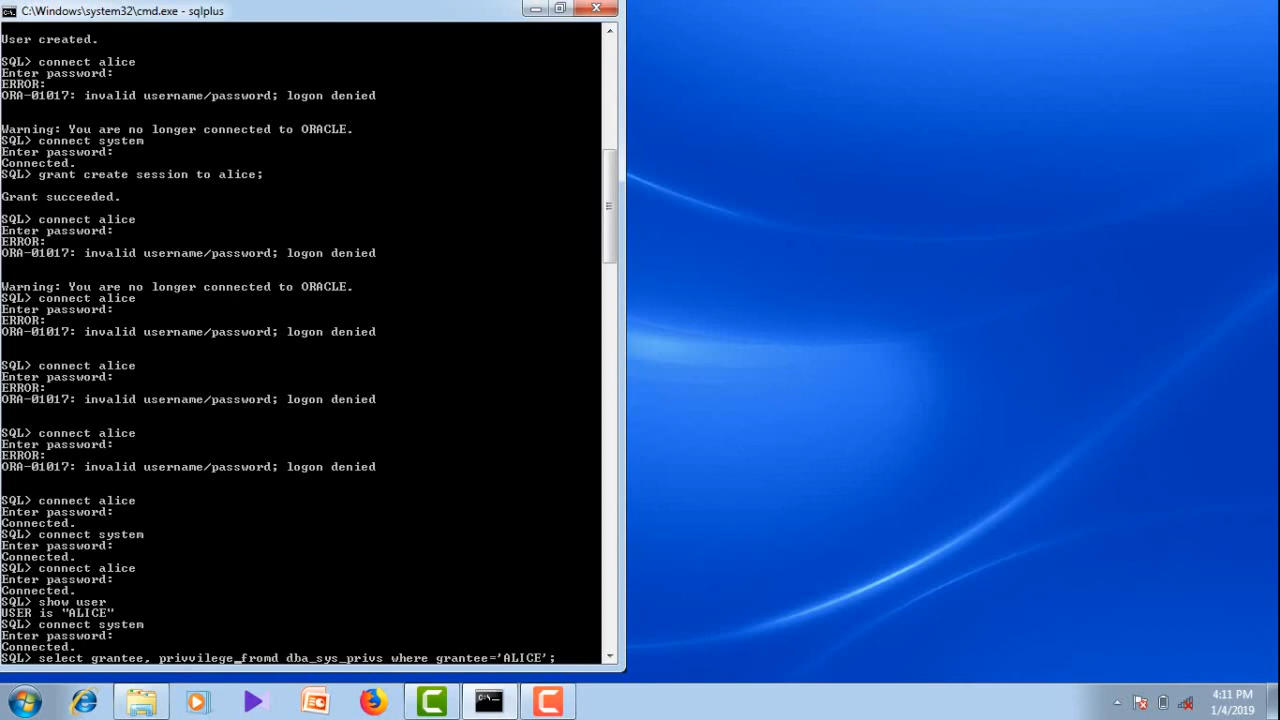 C:\Windows\system32\cmd.exe - sqlplus
User created.
SQL> connect alice
Enter password:
ERROR:
ORA-01017: invalid username/password; logon denied
Warning: You are no longer connected to ORACLE.
SQL> connect system
Enter password:
Connected.
SQL> grant create session to alice;
Grant succeeded.
SQL> connect alice
Enter password:
ERROR:
ORA-01017: invalid username/password; logon denied
Warning: You are no longer connected to ORACLE.
SQL> connect alice
Enter password:
ERROR:
ORA-01017: invalid username/password; logon denied
SQL> connect alice
Enter password:
ERROR:
ORA-01017: invalid username/password; logon denied
SQL> connect alice
Enter password:
ERROR:
ORA-01017: invalid username/password; logon denied
SQL> connect alice
Enter password:
Connected.
SQL> connect system
Enter password:
Connected.
SQL> connect alice
Enter password:
Connected.
SQL> show user
USER is "ALICE"
SQL> connect system
Enter password:
Connected.
SQL> select grantee, privvilege_fromd dba_sys_privs where grantee='ALICE';
4:11 PM
1/4/2019